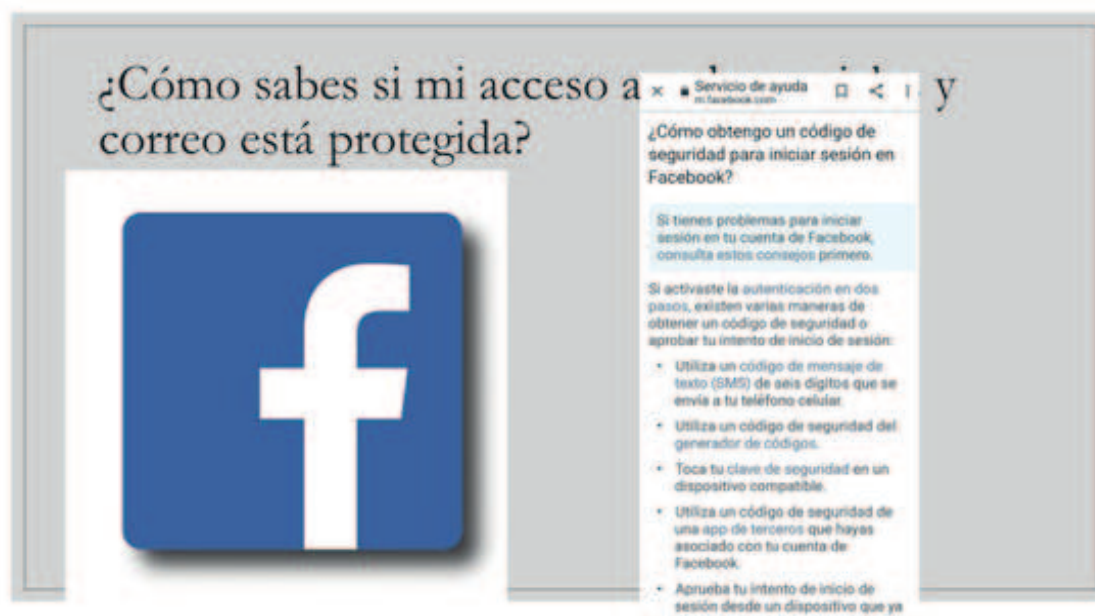 ¿Cómo sabes si mi acceso a y
correo está protegida?
Servicio de ayuda
m.facebook.com
¿Cómo obtengo un código de
seguridad para iniciar sesión en
Facebook?
Si tienes problemas para iniciar
sesión en tu cuenta de Facebook,
consulta estos consejos primero.
Si activaste la autenticación en dos
pasos, existen varias maneras de
obtener un código de seguridad o
aprobar tu intento de inicio de sesión:
• Utiliza un código de mensaje de
texto (SMS) de seis dígitos que se
envía a tu teléfono celular.
• Utiliza un código de seguridad del
generador de códigos.
• Toca tu clave de seguridad en un
dispositivo compatible.
• Utiliza un código de seguridad de
una app de terceros que hayas
asociado con tu cuenta de
Facebook.
• Aprueba tu intento de inicio de
sesión desde un dispositivo que ya
f